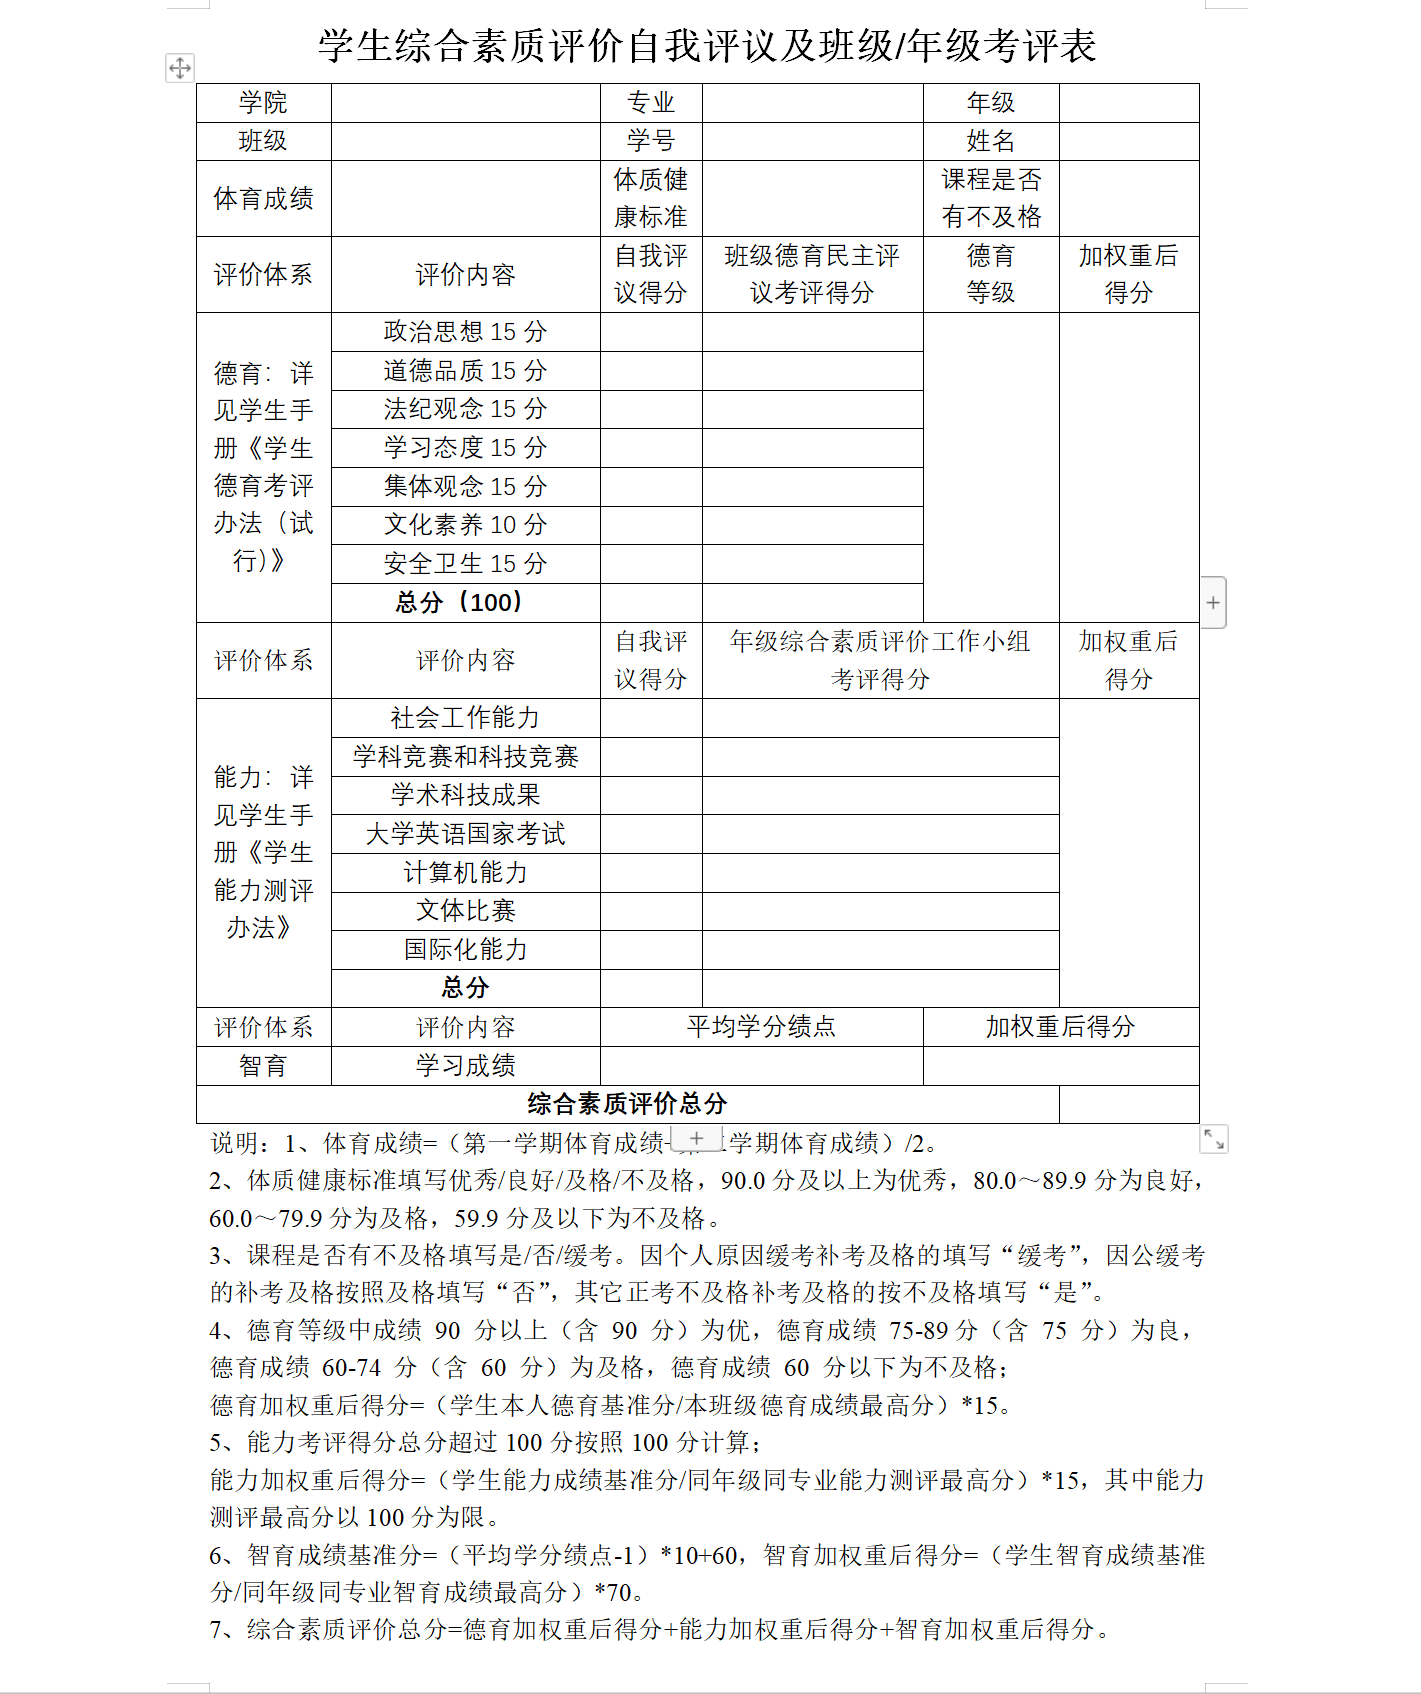 学生综合素质评价自我评议及班级/年级考评表
学院 专业 年级
班级 学号 姓名
体育成绩 体质健
康标准 课程是否
有不及格
评价体系 评价内容 自我评
议得分 班级德育民主评
议考评得分 德育
等级 加权重后
得分
德育：详
见学生手
册《学生
德育考评
办法（试
行）》
政治思想 15 分
道德品质 15 分
法纪观念 15 分
学习态度 15 分
集体观念 15 分
文化素养 10 分
安全卫生 15 分
总分（100）
评价体系 评价内容 自我评
议得分 年级综合素质评价工作小组
考评得分 加权重后
得分
能力：详
见学生手
册《学生
能力测评
办法》
社会工作能力
学科竞赛和科技竞赛
学术科技成果
大学英语国家考试
计算机能力
文体比赛
国际化能力
总分
评价体系 评价内容 平均学分绩点 加权重后得分
智育 学习成绩
综合素质评价总分
说明：1、体育成绩=（第一学期体育成绩 学期体育成绩）/2。
2、体质健康标准填写优秀/良好/及格/不及格，90.0 分及以上为优秀，80.0～89.9 分为良好，
60.0～79.9 分为及格，59.9 分及以下为不及格。
3、课程是否有不及格填写是/否/缓考。因个人原因缓考补考及格的填写“缓考”，因公缓考
的补考及格按照及格填写“否”，其它正考不及格补考及格的按不及格填写“是”。
4、德育等级中成绩 90 分以上（含 90 分）为优，德育成绩 75-89 分（含 75 分）为良，
德育成绩 60-74 分（含 60 分）为及格，德育成绩 60 分以下为不及格；
德育加权重后得分=（学生本人德育基准分/本班级德育成绩最高分）*15。
5、能力考评得分总分超过 100 分按照 100 分计算；
能力加权重后得分=（学生能力成绩基准分/同年级同专业能力测评最高分）*15，其中能力
测评最高分以 100 分为限。
6、智育成绩基准分=（平均学分绩点-1）*10+60，智育加权重后得分=（学生智育成绩基准
分/同年级同专业智育成绩最高分）*70。
7、综合素质评价总分=德育加权重后得分+能力加权重后得分+智育加权重后得分。